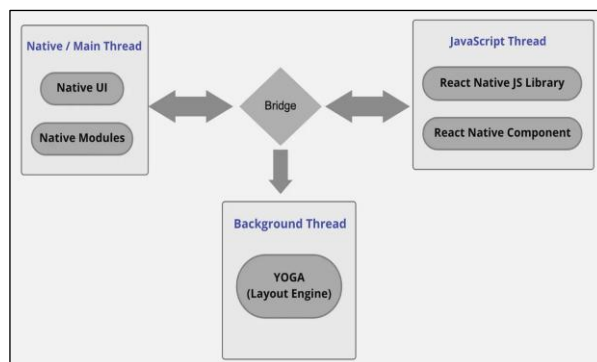 Native / Main Thread
Native UI
Native Modules
Bridge
JavaScript Thread
React Native JS Library
React Native Component
Background Thread
YOGA
(Layout Engine)